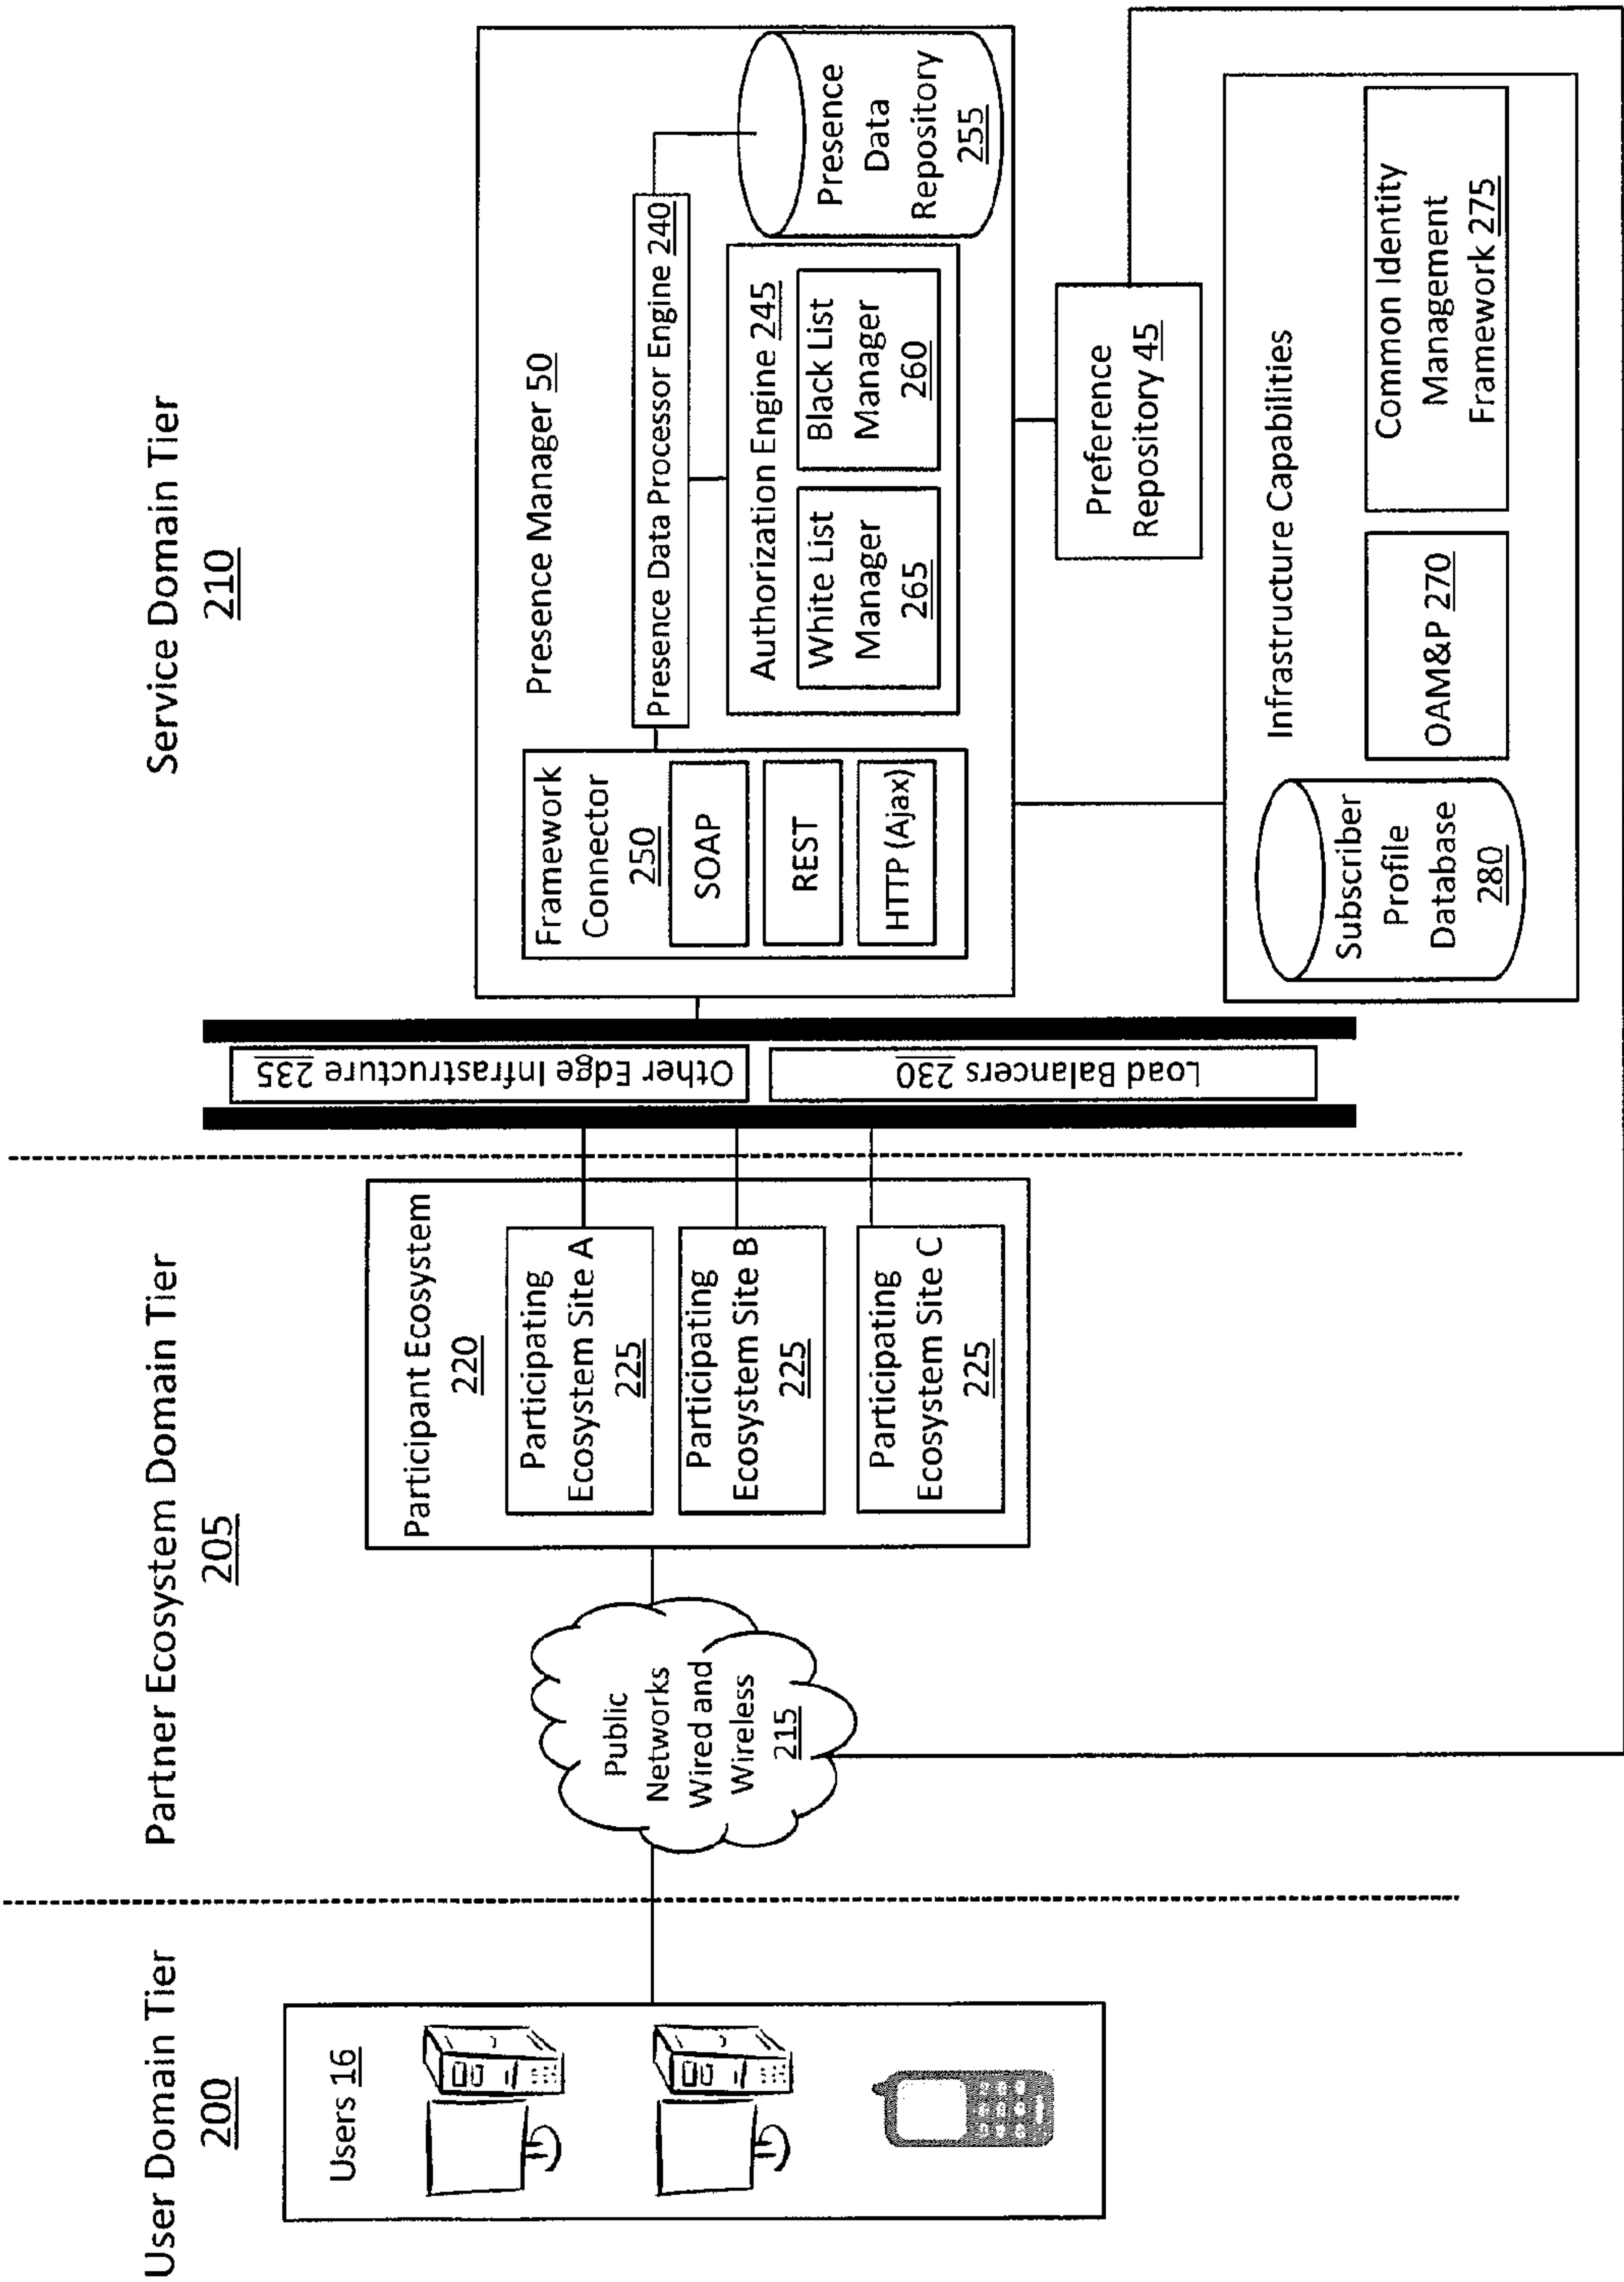 User Domain Tier
200
Partner Ecosystem Domain Tier
205
Service Domain Tier
210
Users 16
Public
Networks
Wired and
Wireless
215
Participant Ecosystem
220
Participating
Ecosystem Site A
225
Participating
Ecosystem Site B
225
Participating
Ecosystem Site C
225
Other Edge Infrastructure 235
Load Balancers 230
Presence Manager 50
Framework
Connector
250
SOAP
REST
HTTP (Ajax)
Presence Data Processor Engine 240
Authorization Engine 245
White List
Manager
265
Black List
Manager
260
Presence
Data
Repository
255
Preference
Repository 45
Infrastructure Capabilities
Subscriber
Profile
Database
280
OAM&P 270
Common Identity
Management
Framework 275